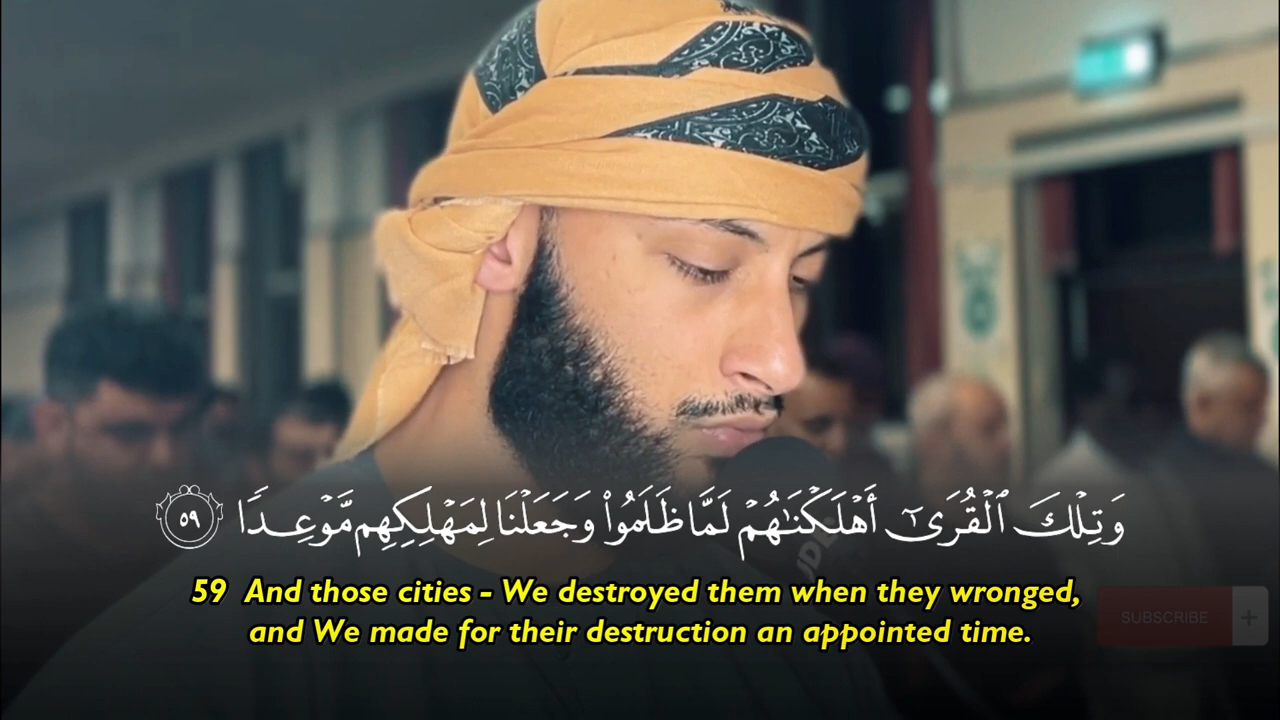 وَتِلْكَ ٱلْقُرَىٰٓ أَهْلَكْنَـٰهُمْ لَمَّا ظَلَمُوا۟ وَجَعَلْنَا لِمَهْلِكِهِم مَّوْعِدًا ٥٩
59 And those cities - We destroyed them when they wronged,
and We made for their destruction an appointed time.
SUBSCRIBE +